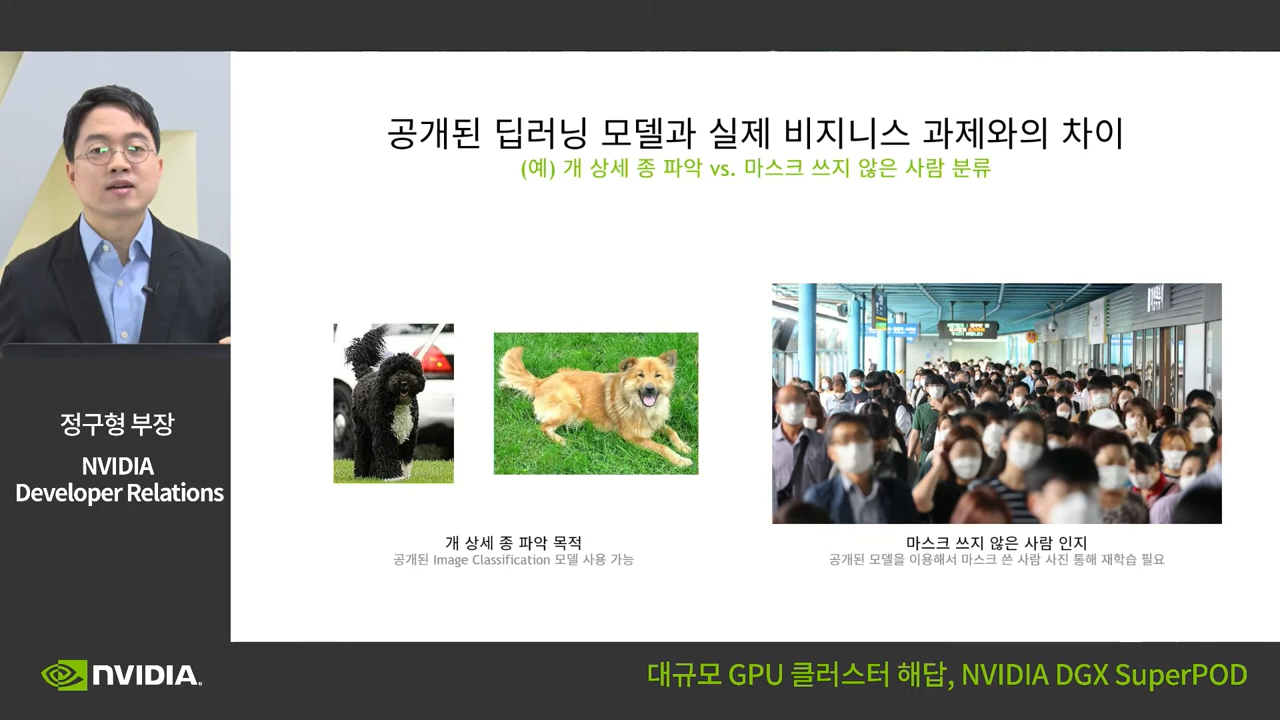 공개된 딥러닝 모델과 실제 비지니스 과제와의 차이
(예) 개 상세 종 파악 vs. 마스크 쓰지 않은 사람 분류
정구형 부장
NVIDIA
Developer Relations
개 상세 종 파악 목적
공개된 Image Classification 모델 사용 가능
마스크 쓰지 않은 사람 인지
공개된 모델을 이용해서 마스크 쓴 사람 사진 통해 재학습 필요
NVIDIA.
대규모 GPU 클러스터 해답, NVIDIA DGX SuperPOD